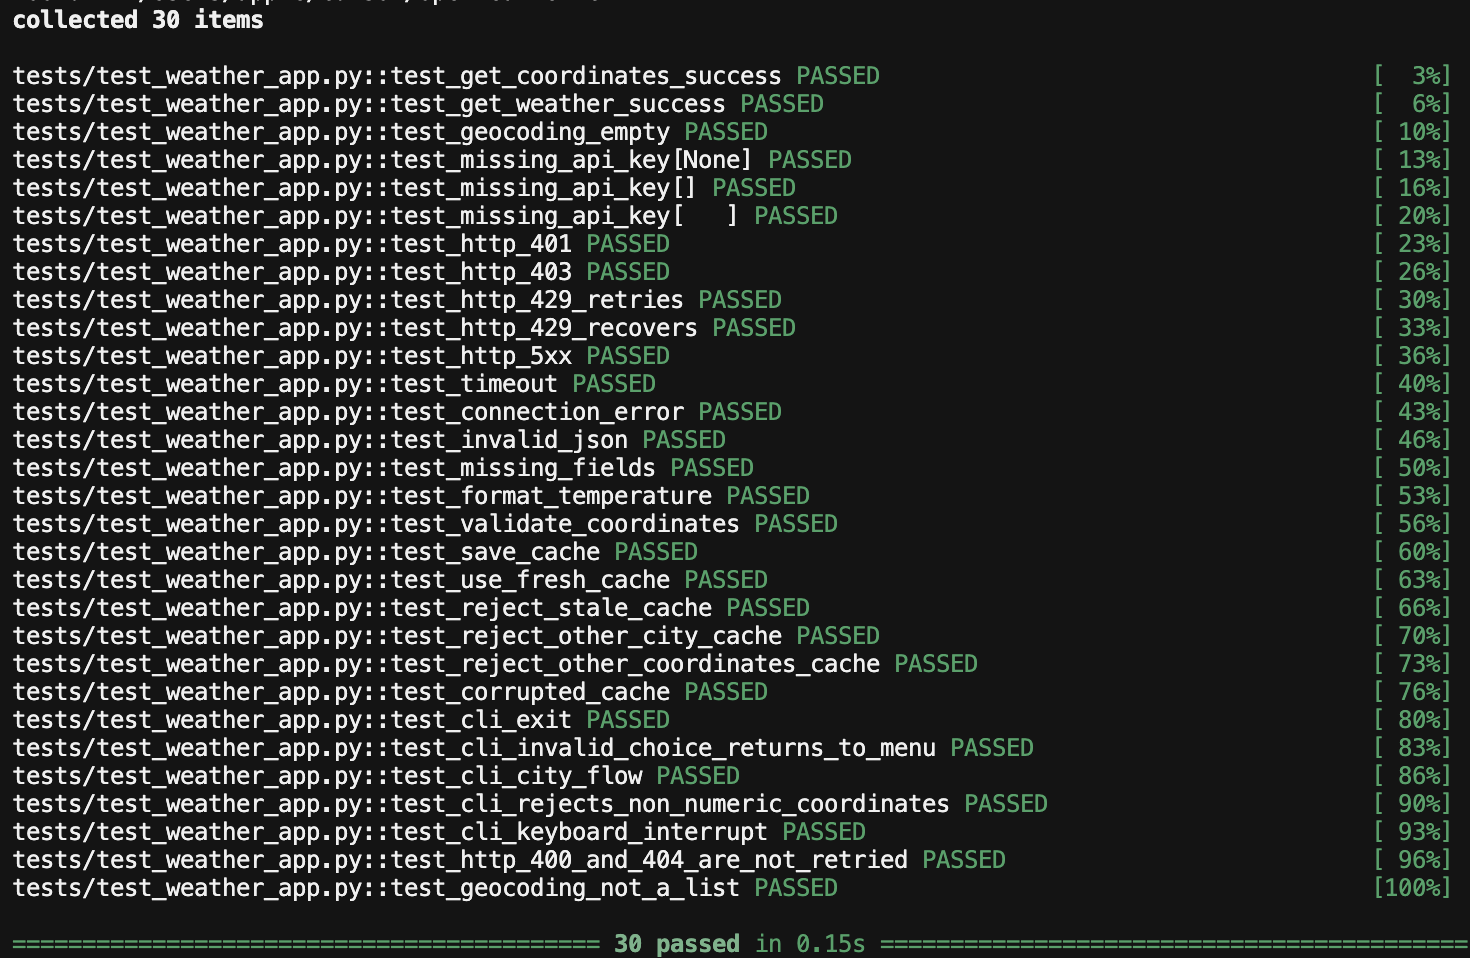 collected 30 items
tests/test_weather_app.py::test_get_coordinates_success PASSED [  3%]
tests/test_weather_app.py::test_get_weather_success PASSED [  6%]
tests/test_weather_app.py::test_geocoding_empty PASSED [ 10%]
tests/test_weather_app.py::test_missing_api_key[None] PASSED [ 13%]
tests/test_weather_app.py::test_missing_api_key[] PASSED [ 16%]
tests/test_weather_app.py::test_missing_api_key[   ] PASSED [ 20%]
tests/test_weather_app.py::test_http_401 PASSED [ 23%]
tests/test_weather_app.py::test_http_403 PASSED [ 26%]
tests/test_weather_app.py::test_http_429_retries PASSED [ 30%]
tests/test_weather_app.py::test_http_429_recovers PASSED [ 33%]
tests/test_weather_app.py::test_http_5xx PASSED [ 36%]
tests/test_weather_app.py::test_timeout PASSED [ 40%]
tests/test_weather_app.py::test_connection_error PASSED [ 43%]
tests/test_weather_app.py::test_invalid_json PASSED [ 46%]
tests/test_weather_app.py::test_missing_fields PASSED [ 50%]
tests/test_weather_app.py::test_format_temperature PASSED [ 53%]
tests/test_weather_app.py::test_validate_coordinates PASSED [ 56%]
tests/test_weather_app.py::test_save_cache PASSED [ 60%]
tests/test_weather_app.py::test_use_fresh_cache PASSED [ 63%]
tests/test_weather_app.py::test_reject_stale_cache PASSED [ 66%]
tests/test_weather_app.py::test_reject_other_city_cache PASSED [ 70%]
tests/test_weather_app.py::test_reject_other_coordinates_cache PASSED [ 73%]
tests/test_weather_app.py::test_corrupted_cache PASSED [ 76%]
tests/test_weather_app.py::test_cli_exit PASSED [ 80%]
tests/test_weather_app.py::test_cli_invalid_choice_returns_to_menu PASSED [ 83%]
tests/test_weather_app.py::test_cli_city_flow PASSED [ 86%]
tests/test_weather_app.py::test_cli_rejects_non_numeric_coordinates PASSED [ 90%]
tests/test_weather_app.py::test_cli_keyboard_interrupt PASSED [ 93%]
tests/test_weather_app.py::test_http_400_and_404_are_not_retried PASSED [ 96%]
tests/test_weather_app.py::test_geocoding_not_a_list PASSED [100%]
========================================== 30 passed in 0.15s ==========================================